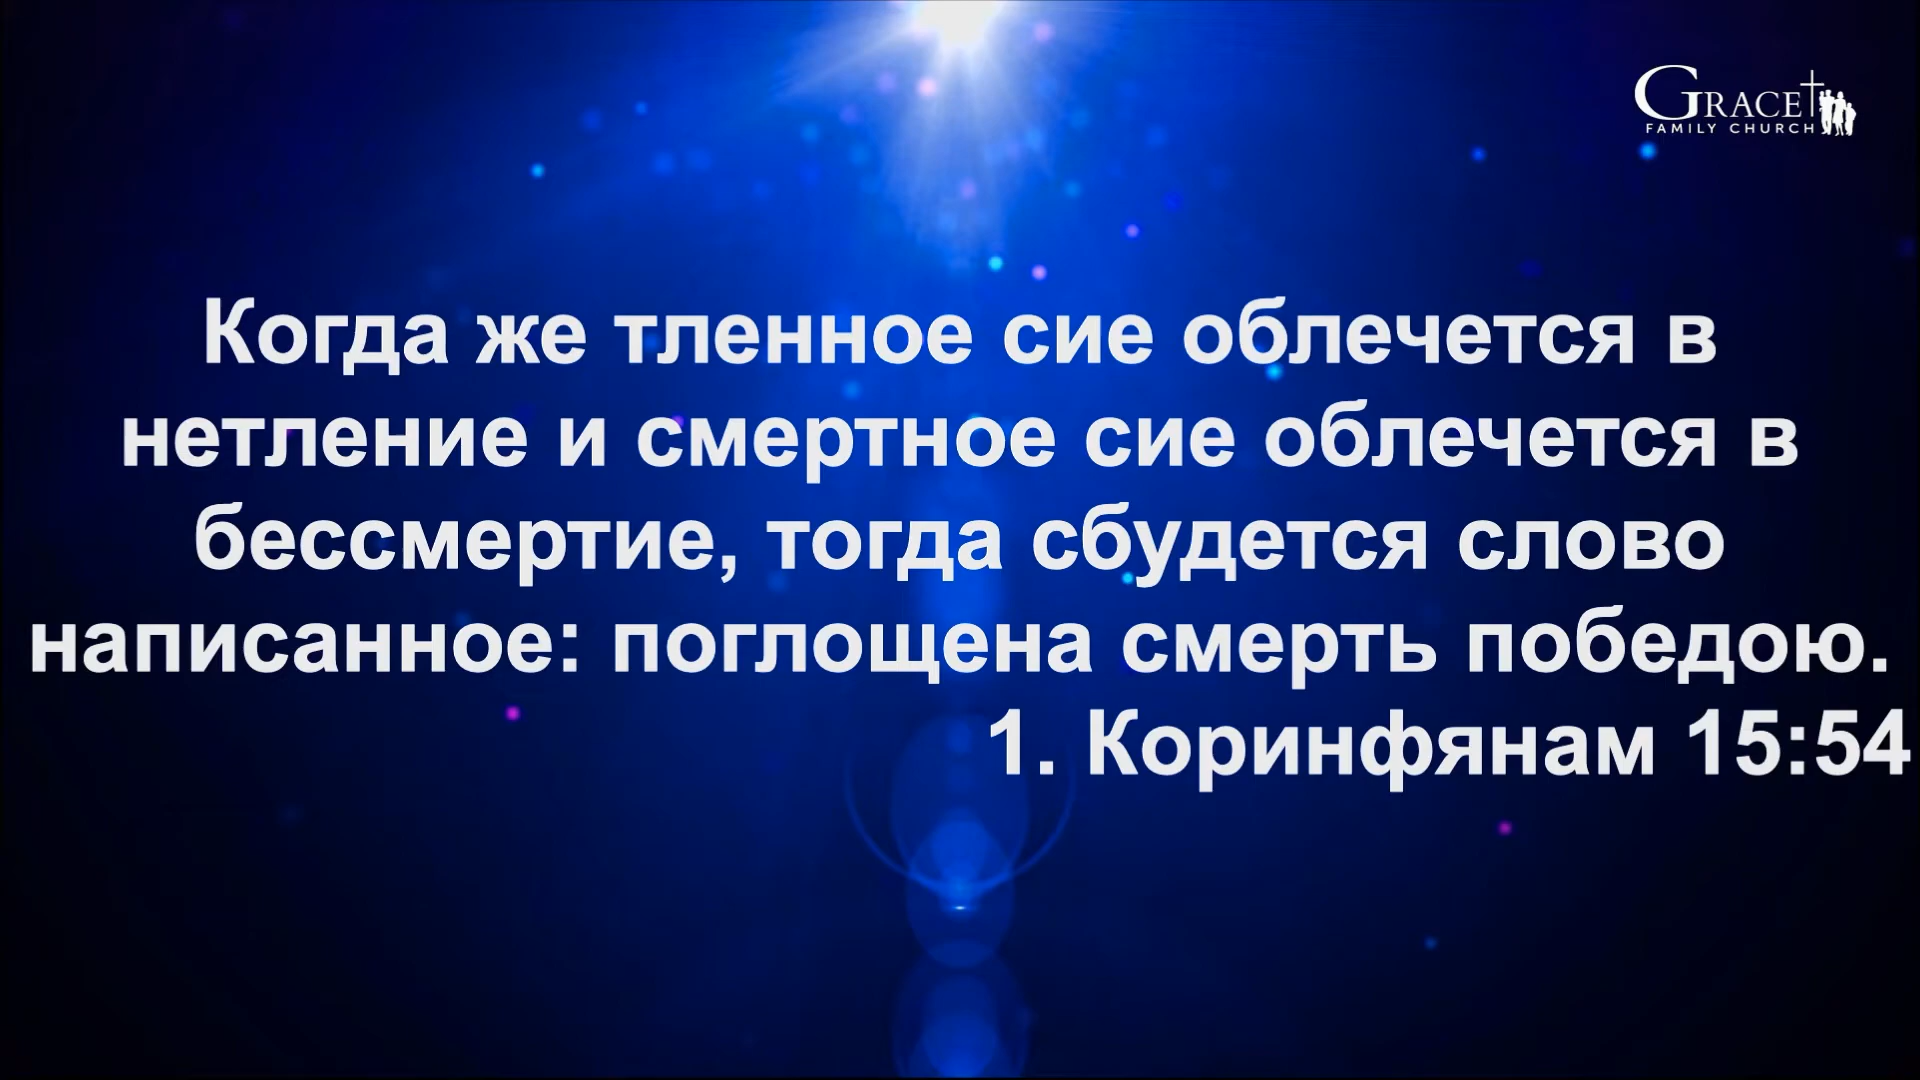 GRACE
FAMILY CHURCH
Когда же тленное сие облечется в
нетление и смертное сие облечется в
бессмертие, тогда сбудется слово
написанное: поглощена смерть победою.
1. Коринфянам 15:54